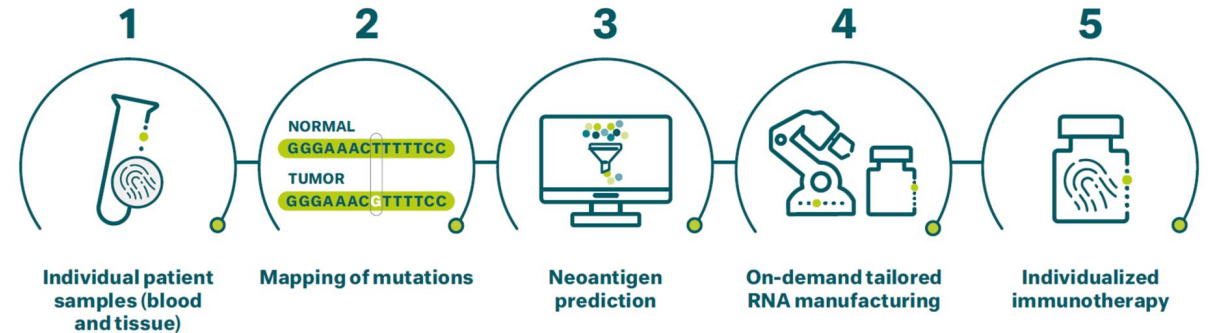 1
2
3
4
5
NORMAL
GGGAAACTTTTTCC
TUMOR
GGGAAACGTTTTCC
Individual patient
samples (blood
and tissue)
Mapping of mutations
Neoantigen
prediction
On-demand tailored
RNA manufacturing
Individualized
immunotherapy